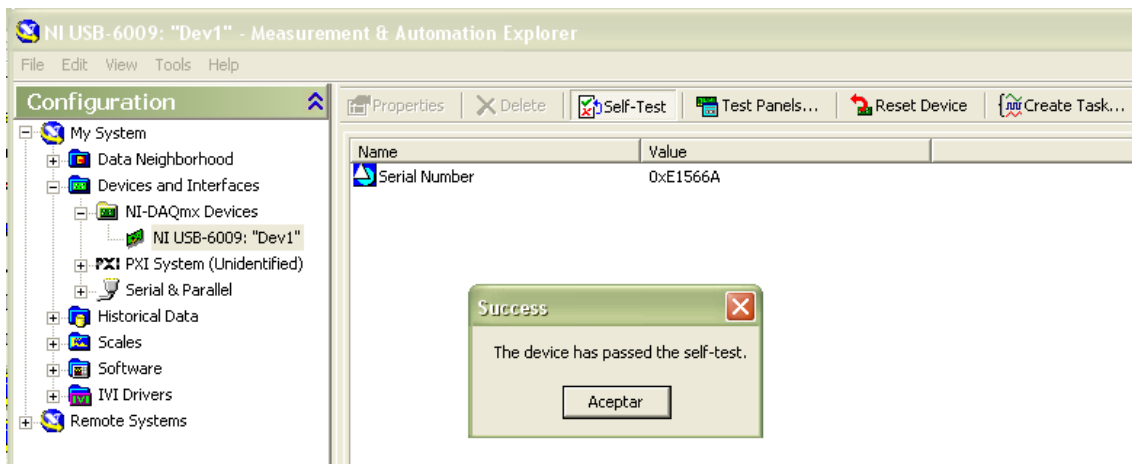 NI USB-6009: "Dev1" - Measurement & Automation Explorer
File Edit View Tools Help
Configuration
My System
Data Neighborhood
Devices and Interfaces
NI-DAQmx Devices
NI USB-6009: "Dev1"
PXI PXI System (Unidentified)
Serial & Parallel
Historical Data
Scales
Software
IVI Drivers
Remote Systems
Properties Delete Self-Test Test Panels... Reset Device Create Task...
Name Value
Serial Number 0xE1566A
Success
The device has passed the self-test.
Aceptar